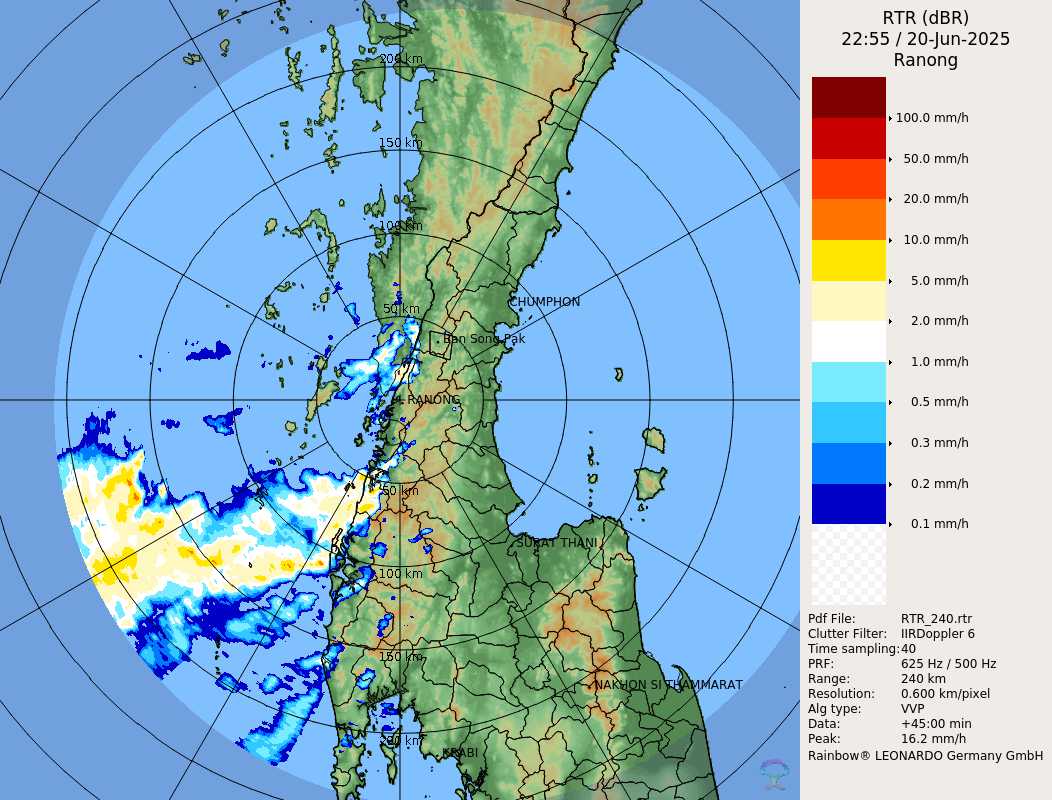 RTR (dBR)
22:55 / 20-Jun-2025
Ranong
200 km
150 km
100 km
50 km
CHUMPHON
Ban Song Pak
RANONG
50 km
SURAT THANI
100 km
150 km
NAKHON SI THAMMARAT
200 km
KRABI
100.0 mm/h
50.0 mm/h
20.0 mm/h
10.0 mm/h
5.0 mm/h
2.0 mm/h
1.0 mm/h
0.5 mm/h
0.3 mm/h
0.2 mm/h
0.1 mm/h
Pdf File: RTR_240.rtr
Clutter Filter: IIRDoppler 6
Time sampling: 40
PRF: 625 Hz / 500 Hz
Range: 240 km
Resolution: 0.600 km/pixel
Alg type: VVP
Data: +45:00 min
Peak: 16.2 mm/h
Rainbow® LEONARDO Germany GmbH